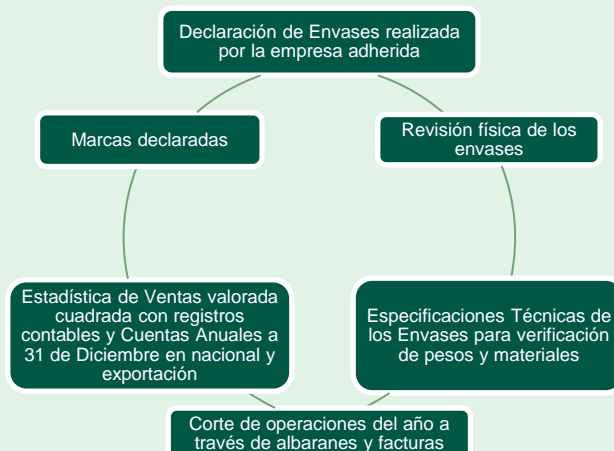 Declaración de Envases realizada
por la empresa adherida
Marcas declaradas
Revisión física de los
envases
Estadística de Ventas valorada
cuadrada con registros
contables y Cuentas Anuales a
31 de Diciembre en nacional y
exportación
Especificaciones Técnicas de
los Envases para verificación
de pesos y materiales
Corte de operaciones del año a
través de albaranes y facturas